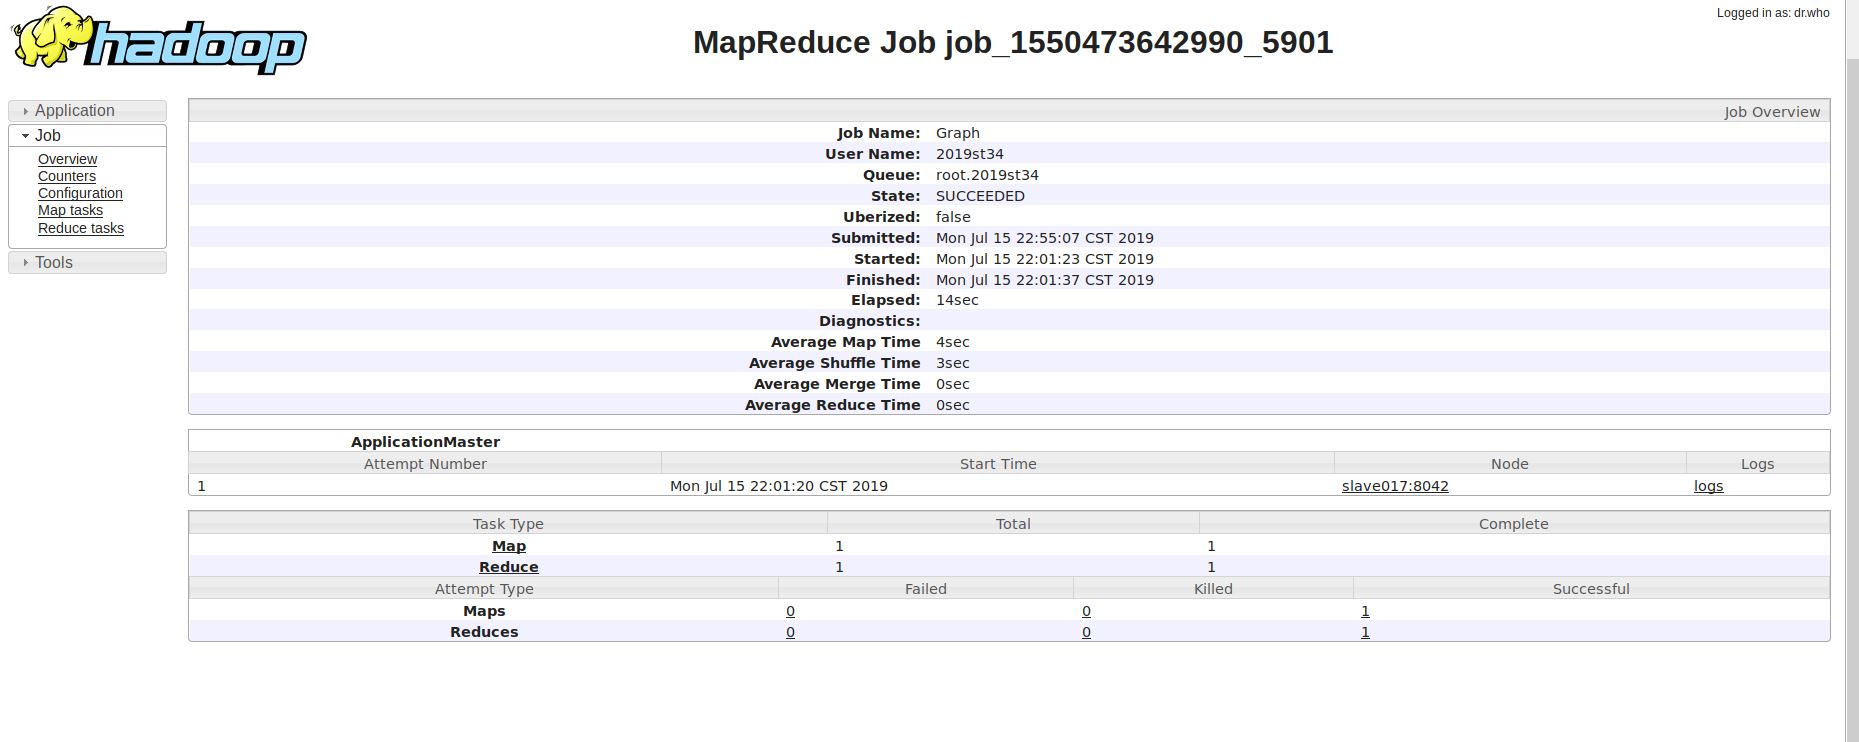 hadoop
Logged in as: dr.who
MapReduce Job job_1550473642990_5901
Application
Job
Overview
Counters
Configuration
Map tasks
Reduce tasks
Tools
Job Overview
Job Name: Graph
User Name: 2019st34
Queue: root.2019st34
State: SUCCEEDED
Uberized: false
Submitted: Mon Jul 15 22:55:07 CST 2019
Started: Mon Jul 15 22:01:23 CST 2019
Finished: Mon Jul 15 22:01:37 CST 2019
Elapsed: 14sec
Diagnostics:
Average Map Time 4sec
Average Shuffle Time 3sec
Average Merge Time 0sec
Average Reduce Time 0sec
ApplicationMaster
Attempt Number Start Time Node Logs
1 Mon Jul 15 22:01:20 CST 2019 slave017:8042 logs
Task Type Total Complete
Map 1 1
Reduce 1 1
Attempt Type Failed Killed Successful
Maps 0 0 1
Reduces 0 0 1